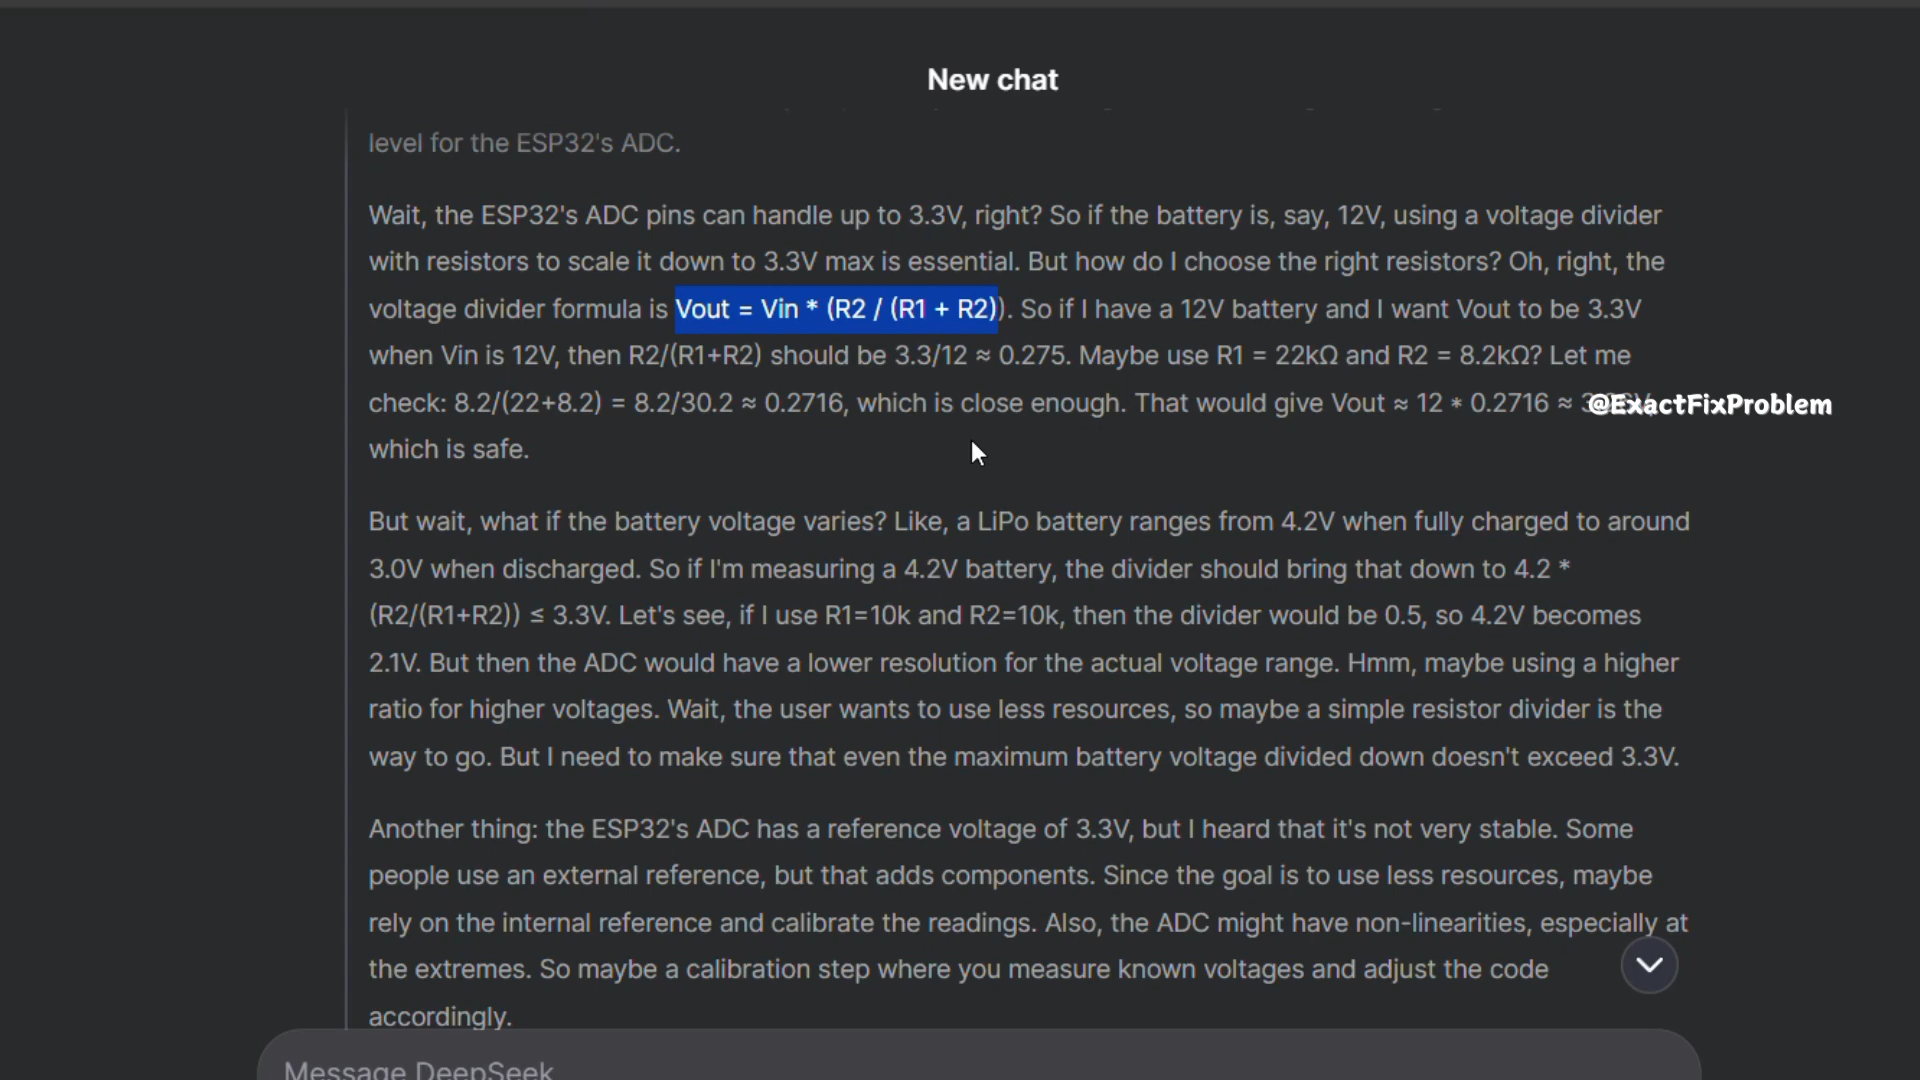 New chat
level for the ESP32's ADC.
Wait, the ESP32's ADC pins can handle up to 3.3V, right? So if the battery is, say, 12V, using a voltage divider
with resistors to scale it down to 3.3V max is essential. But how do I choose the right resistors? Oh, right, the
voltage divider formula is Vout = Vin * (R2 / (R1 + R2)). So if I have a 12V battery and I want Vout to be 3.3V
when Vin is 12V, then R2/(R1+R2) should be 3.3/12 ≈ 0.275. Maybe use R1 = 22kΩ and R2 = 8.2kΩ? Let me
check: 8.2/(22+8.2) = 8.2/30.2 ≈ 0.2716, which is close enough. That would give Vout ≈ 12 * 0.2716 ≈
@ExactFixProblem
which is safe.
But wait, what if the battery voltage varies? Like, a LiPo battery ranges from 4.2V when fully charged to around
3.0V when discharged. So if I'm measuring a 4.2V battery, the divider should bring that down to 4.2 *
(R2/(R1+R2)) ≤ 3.3V. Let's see, if I use R1=10k and R2=10k, then the divider would be 0.5, so 4.2V becomes
2.1V. But then the ADC would have a lower resolution for the actual voltage range. Hmm, maybe using a higher
ratio for higher voltages. Wait, the user wants to use less resources, so maybe a simple resistor divider is the
way to go. But I need to make sure that even the maximum battery voltage divided down doesn't exceed 3.3V.
Another thing: the ESP32's ADC has a reference voltage of 3.3V, but I heard that it's not very stable. Some
people use an external reference, but that adds components. Since the goal is to use less resources, maybe
rely on the internal reference and calibrate the readings. Also, the ADC might have non-linearities, especially at
the extremes. So maybe a calibration step where you measure known voltages and adjust the code
accordingly.
Message DeepSeek